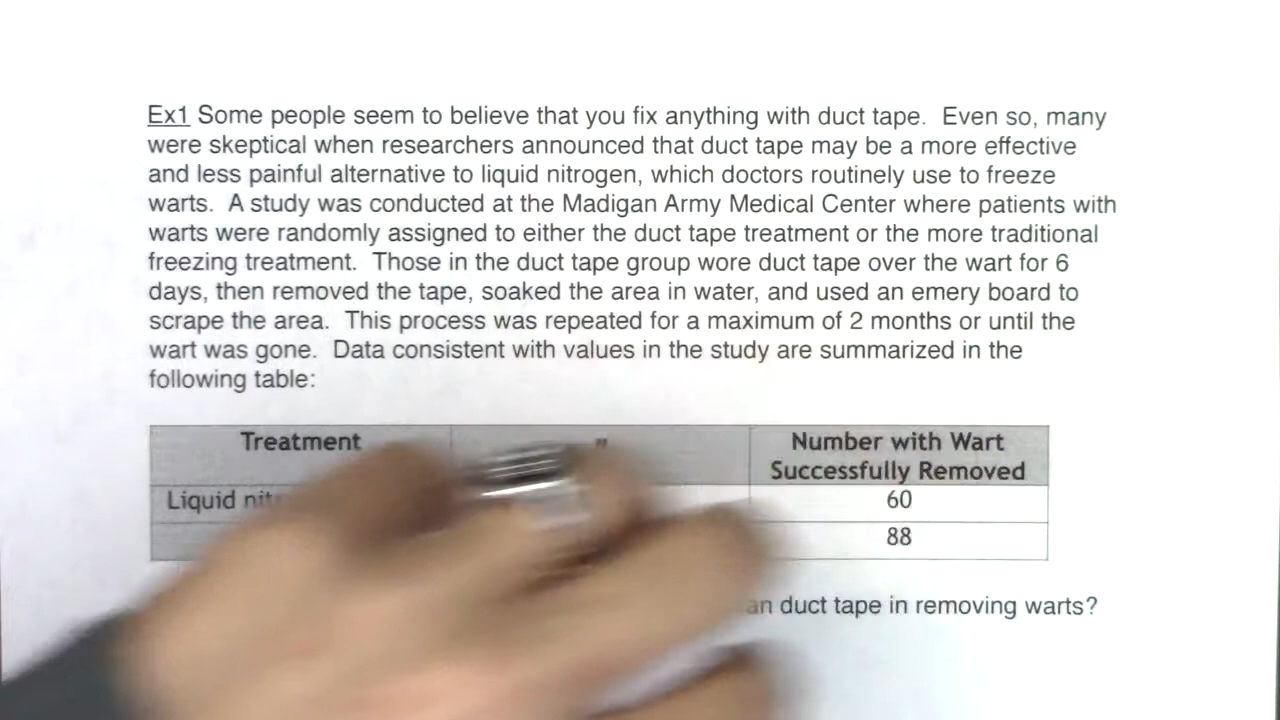 Ex1 Some people seem to believe that you fix anything with duct tape. Even so, many
were skeptical when researchers announced that duct tape may be a more effective
and less painful alternative to liquid nitrogen, which doctors routinely use to freeze
warts. A study was conducted at the Madigan Army Medical Center where patients with
warts were randomly assigned to either the duct tape treatment or the more traditional
freezing treatment. Those in the duct tape group wore duct tape over the wart for 6
days, then removed the tape, soaked the area in water, and used an emery board to
scrape the area. This process was repeated for a maximum of 2 months or until the
wart was gone. Data consistent with values in the study are summarized in the
following table:
Treatment
Number with Wart
Successfully Removed
Liquid
60
88
duct tape in removing warts?